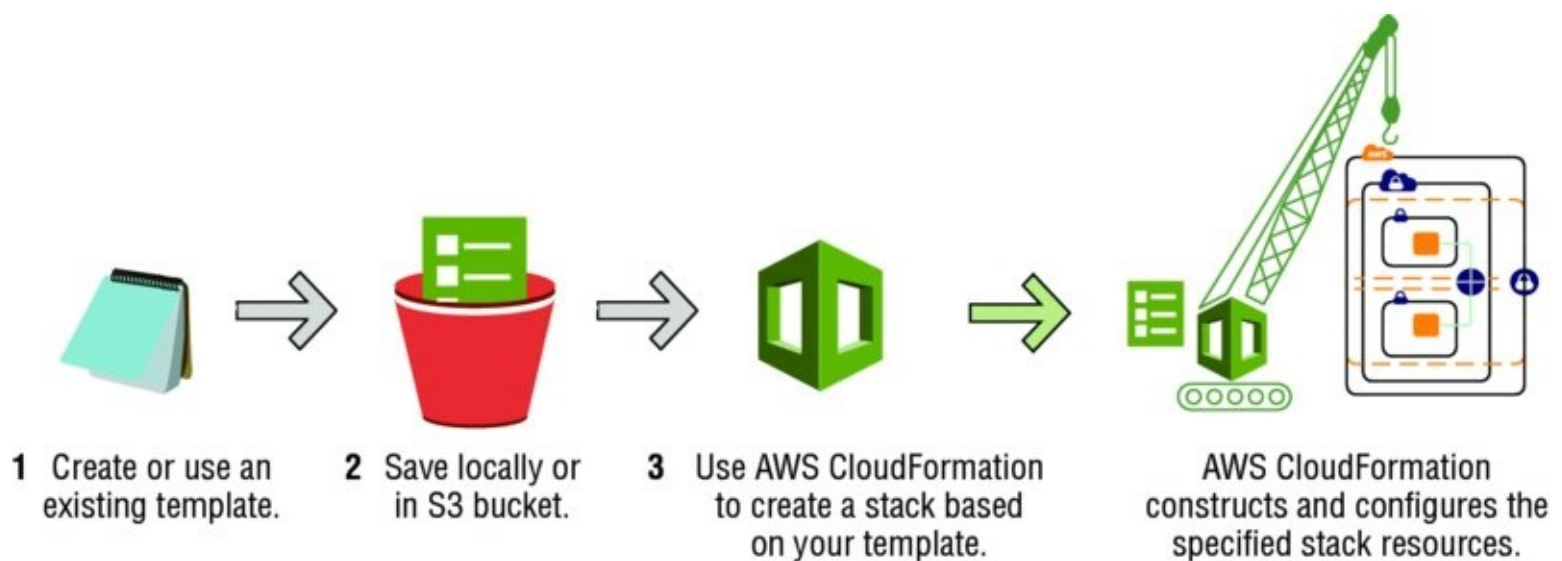 1 Create or use an
existing template.
2 Save locally or
in S3 bucket.
3 Use AWS CloudFormation
to create a stack based
on your template.
aws
AWS CloudFormation
constructs and configures the
specified stack resources.